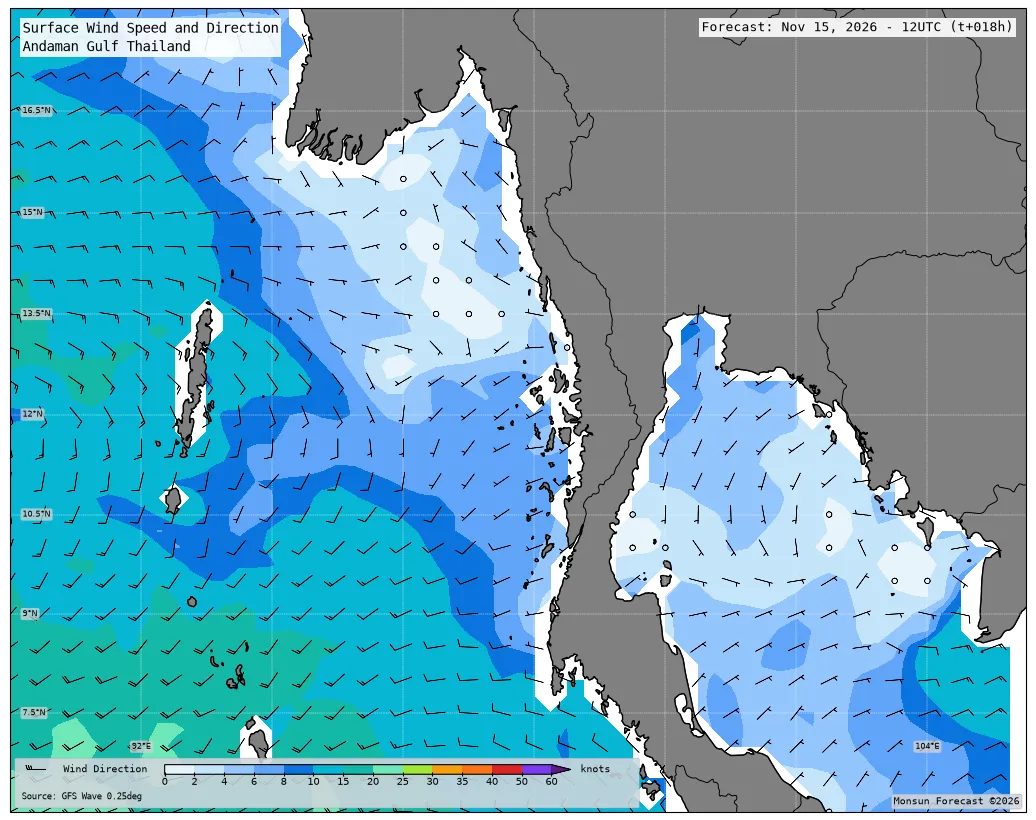 Surface Wind Speed and Direction
Andaman Gulf Thailand
Forecast: Nov 15, 2026 - 12UTC (t+018h)
16.5°N
15°N
13.5°N
12°N
10.5°N
9°N
7.5°N
92°E
104°E
Wind Direction
knots
0 2 4 6 8 10 15 20 25 30 35 40 50 60
Source: GFS Wave 0.25deg
Monsun Forecast ©2026